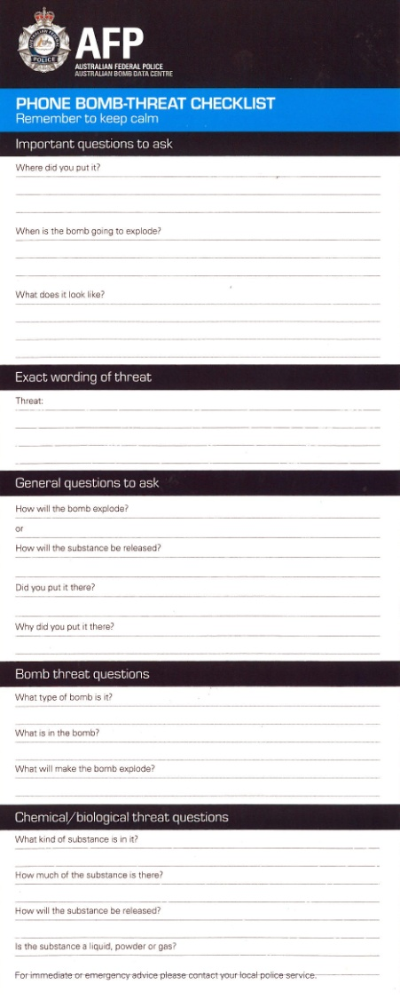 AUSTRALIAN FEDERAL
POLICE
AFP
AUSTRALIAN FEDERAL POLICE
AUSTRALIAN BOMB DATA CENTRE
PHONE BOMB-THREAT CHECKLIST
Remember to keep calm
Important questions to ask
Where did you put it?
When is the bomb going to explode?
What does it look like?
Exact wording of threat
Threat:
General questions to ask
How will the bomb explode?
or
How will the substance be released?
Did you put it there?
Why did you put it there?
Bomb threat questions
What type of bomb is it?
What is in the bomb?
What will make the bomb explode?
Chemical/biological threat questions
What kind of substance is in it?
How much of the substance is there?
How will the substance be released?
Is the substance a liquid, powder or gas?
For immediate or emergency advice please contact your local police service.